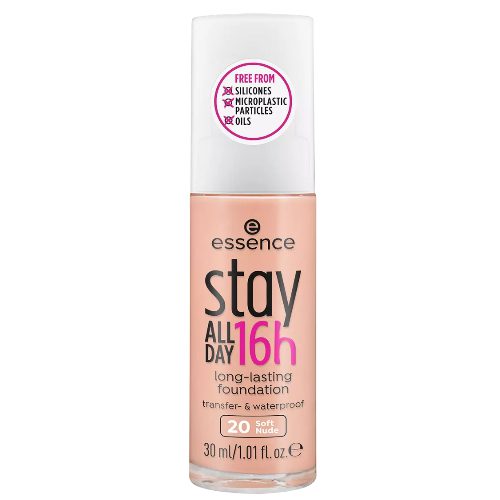 FREE FROM
SILICONES
MICROPLASTIC
PARTICLES
OILS
e
essence
stay
ALL
DAY 16h
long-lasting
foundation
transfer- & waterproof
20 Soft
Nude
30 ml/1.01 fl. oz.℮